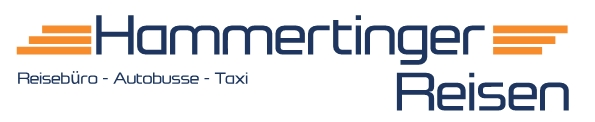 Hammertinger
Reisebüro - Autobusse - Taxi
Reisen